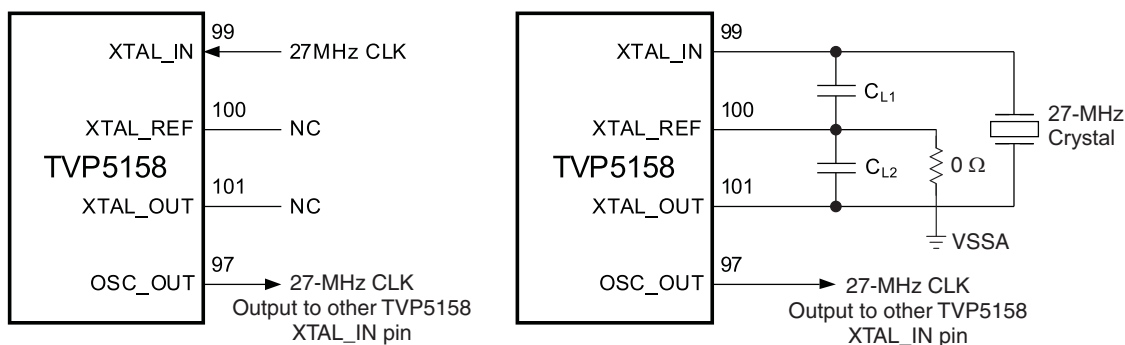 99
XTAL_IN
27MHz CLK
100
XTAL_REF
NC
TVP5158
101
XTAL_OUT
NC
97
OSC_OUT
27-MHz CLK
Output to other TVP5158
XTAL_IN pin
99
XTAL_IN
C_L1
100
XTAL_REF
27-MHz
Crystal
TVP5158
C_L2
0 Ω
101
XTAL_OUT
VSSA
97
OSC_OUT
27-MHz CLK
Output to other TVP5158
XTAL_IN pin